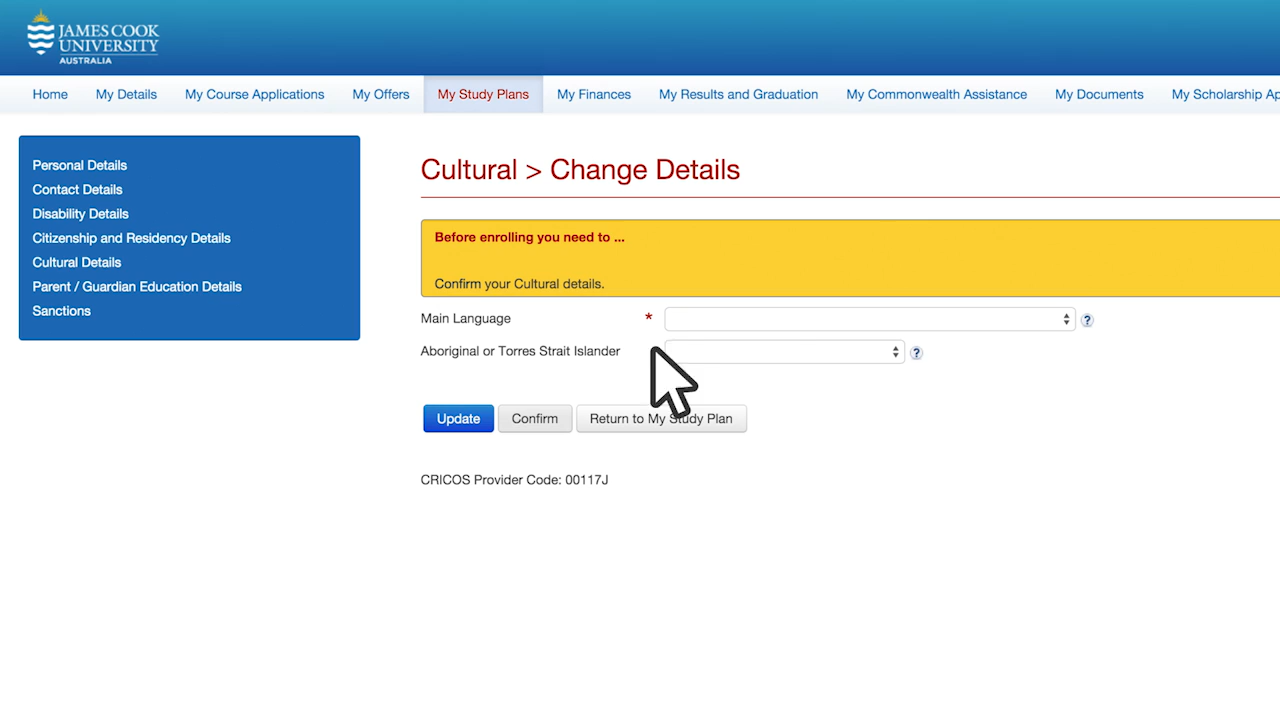 JAMES COOK
UNIVERSITY
AUSTRALIA
Home My Details My Course Applications My Offers My Study Plans My Finances My Results and Graduation My Commonwealth Assistance My Documents My Scholarship Ap
Personal Details
Contact Details
Disability Details
Citizenship and Residency Details
Cultural Details
Parent / Guardian Education Details
Sanctions
Cultural > Change Details
Before enrolling you need to ...
Confirm your Cultural details.
Main Language * ?
Aboriginal or Torres Strait Islander ?
Update Confirm Return to My Study Plan
CRICOS Provider Code: 00117J